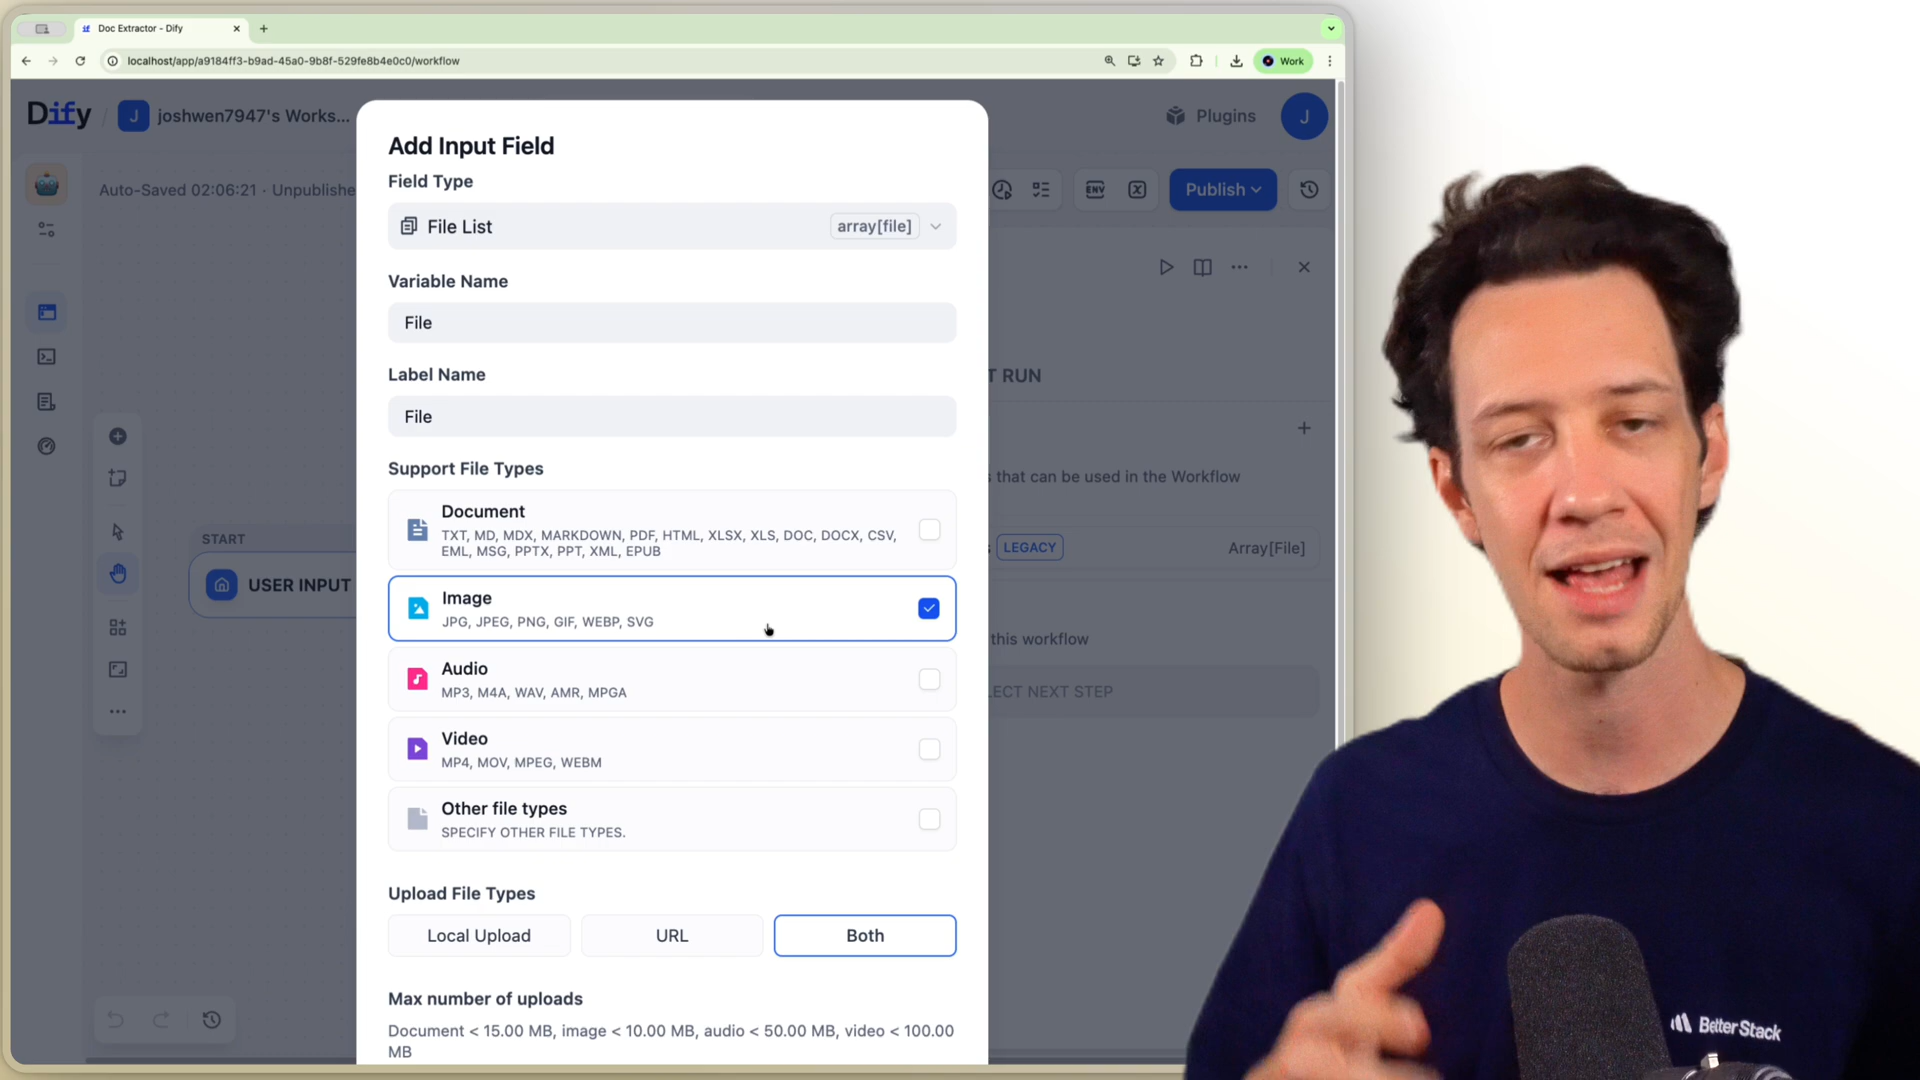 Doc Extractor - Dify
localhost/app/a9184ff3-b9ad-45a0-9b8f-529fe8b4e0c0/workflow
Work
Dify / J joshwen7947's Works...
Plugins
J
Auto-Saved 02:06:21 · Unpublishe
ENV
Publish
Add Input Field
Field Type
File List
array[file]
Variable Name
File
Label Name
File
T RUN
Support File Types
Document
TXT, MD, MDX, MARKDOWN, PDF, HTML, XLSX, XLS, DOC, DOCX, CSV,
EML, MSG, PPTX, PPT, XML, EPUB
s that can be used in the Workflow
s LEGACY
Array[File]
START
USER INPUT
Image
JPG, JPEG, PNG, GIF, WEBP, SVG
this workflow
Audio
MP3, M4A, WAV, AMR, MPGA
LECT NEXT STEP
Video
MP4, MOV, MPEG, WEBM
Other file types
SPECIFY OTHER FILE TYPES.
Upload File Types
Local Upload
URL
Both
Max number of uploads
Document < 15.00 MB, image < 10.00 MB, audio < 50.00 MB, video < 100.00
MB
Better Stack